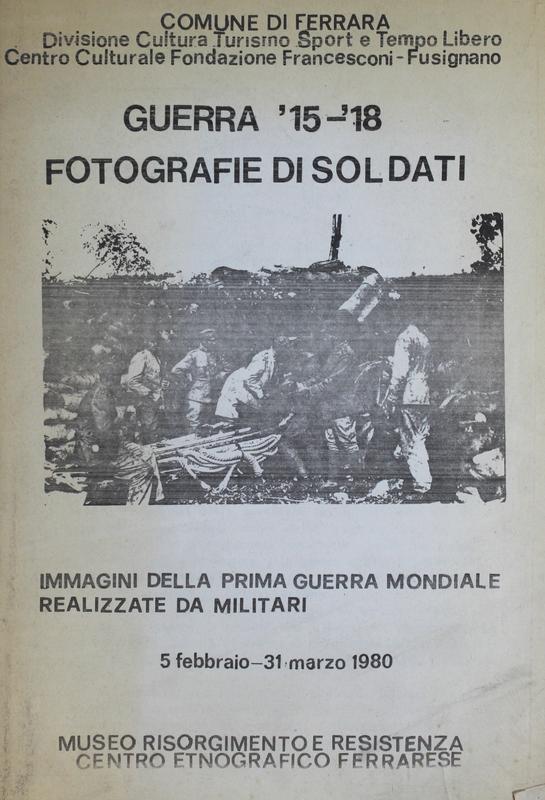 COMUNE DI FERRARA
Divisione Cultura Turismo Sport e Tempo Libero
Centro Culturale Fondazione Francesconi-Fusignano
GUERRA '15-'18
FOTOGRAFIE DI SOLDATI
IMMAGINI DELLA PRIMA GUERRA MONDIALE
REALIZZATE DA MILITARI
5 febbraio-31 marzo 1980
MUSEO RISORGIMENTO E RESISTENZA
CENTRO ETNOGRAFICO FERRARESE